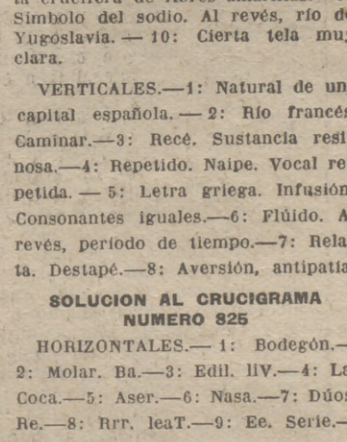 Símbolo del sodio. Al revés, río d
Yugoslavia. — 10: Cierta tela mu
clara.
VERTICALES.—1: Natural de un
capital española. — 2: Río francés
Caminar.—3: Recé. Sustancia resi
nosa.—4: Repetido. Naipe. Vocal re
petida. — 5: Letra griega. Infusión
Consonantes iguales.—6: Flúido. A
revés, período de tiempo.—7: Rela
ta. Destapé.—8: Aversión, antipatía
SOLUCION AL CRUCIGRAMA
NUMERO 825
HORIZONTALES.— 1: Bodegón.—
2: Molar. Ba.—3: Edil. llV.—4: La
Coca.—5: Aser.—6: Nasa.—7: Dúo
Re.—8: Rrr. leaT.—9: Ee. Serie.—